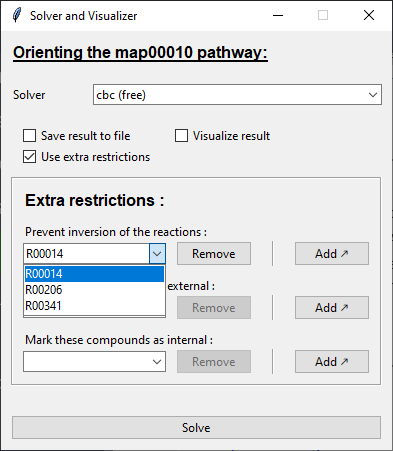 Solver and Visualizer
Orienting the map00010 pathway:
Solver cbc (free)
Save result to file Visualize result
Use extra restrictions
Extra restrictions :
Prevent inversion of the reactions :
R00014 Remove Add ↗
R00014
external :
R00206
R00341 Remove Add ↗
Mark these compounds as internal :
Remove Add ↗
Solve